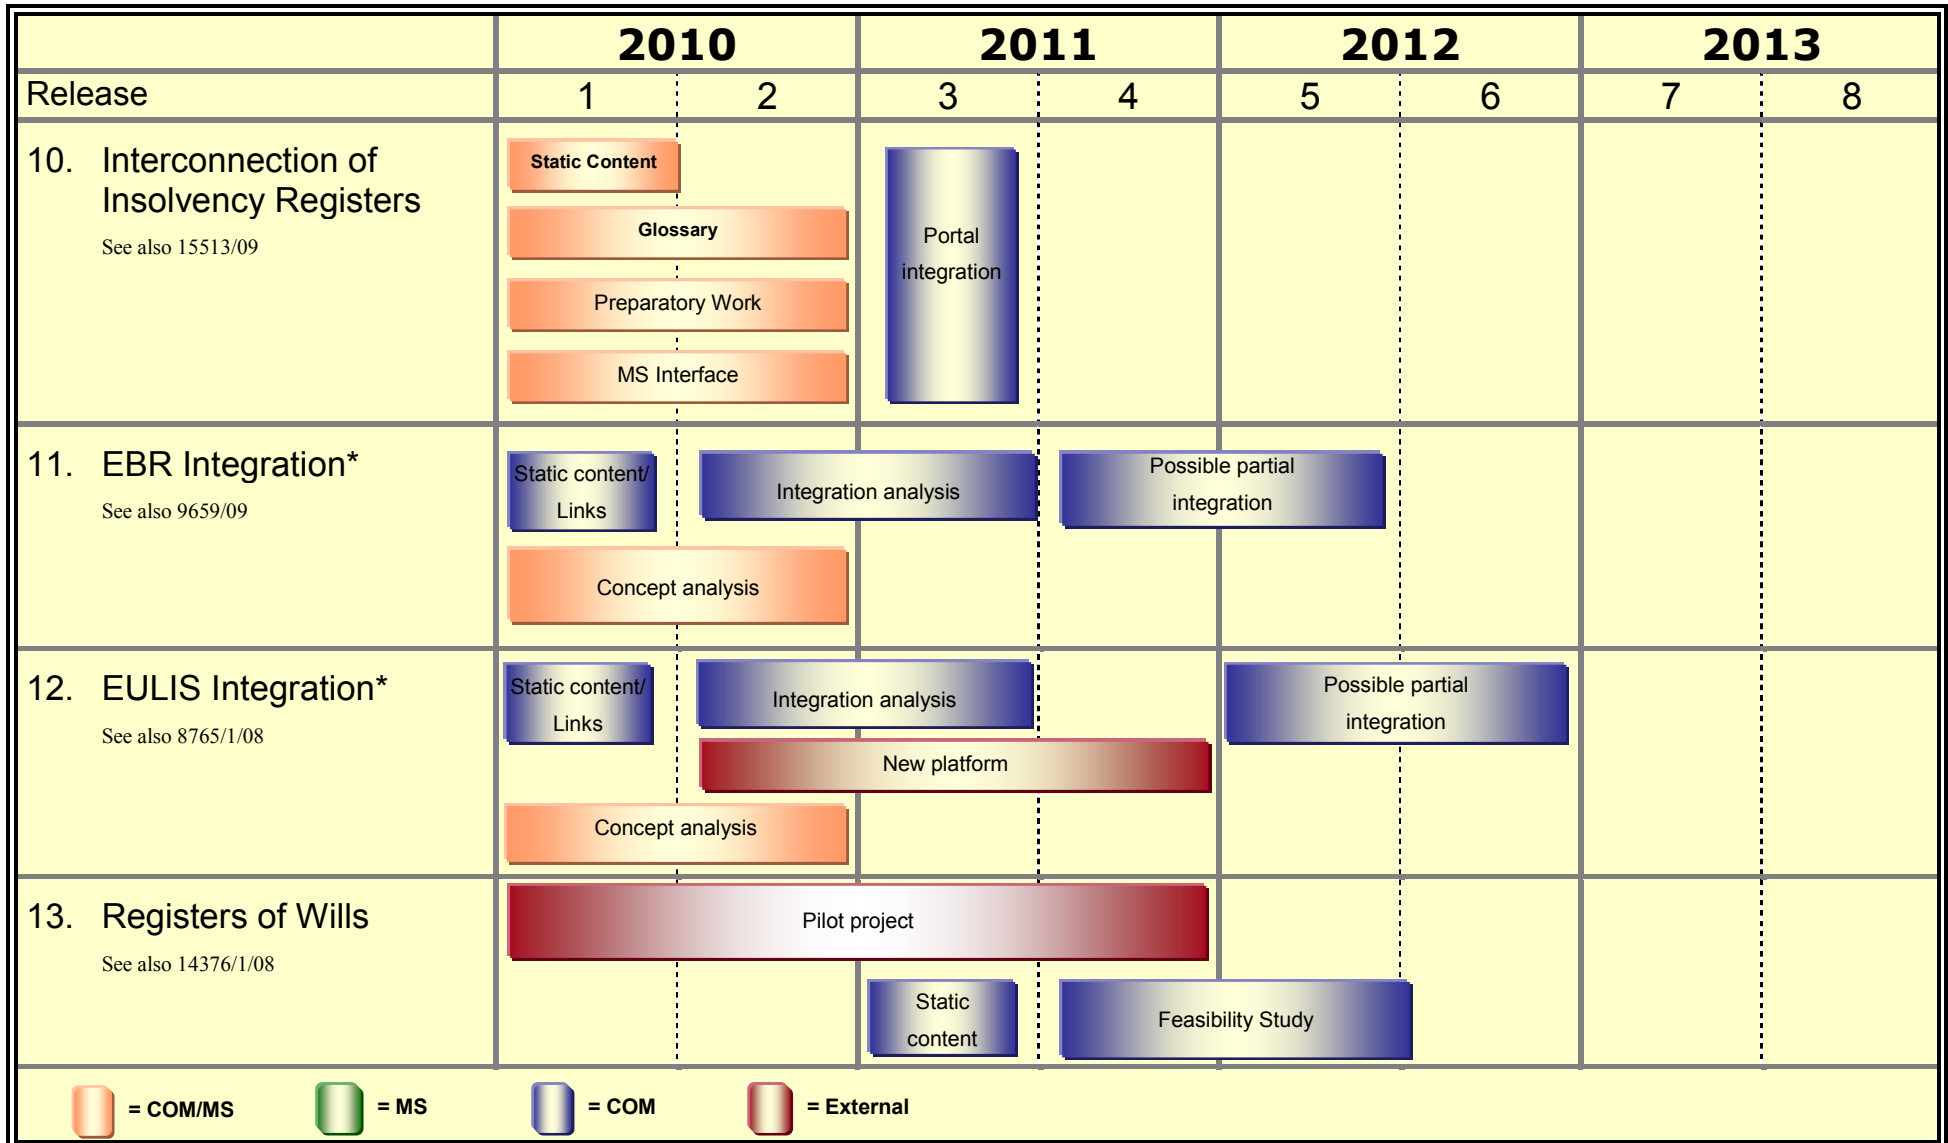 2010 2011 2012 2013
Release 1 2 3 4 5 6 7 8
10. Interconnection of
Insolvency Registers
See also 15513/09
Static Content
Glossary
Preparatory Work
MS Interface
Portal
integration
11. EBR Integration*
See also 9659/09
Static content/
Links
Integration analysis
Possible partial
integration
Concept analysis
12. EULIS Integration*
See also 8765/1/08
Static content/
Links
Integration analysis
Possible partial
integration
New platform
Concept analysis
13. Registers of Wills
See also 14376/1/08
Pilot project
Static
content
Feasibility Study
= COM/MS = MS = COM = External